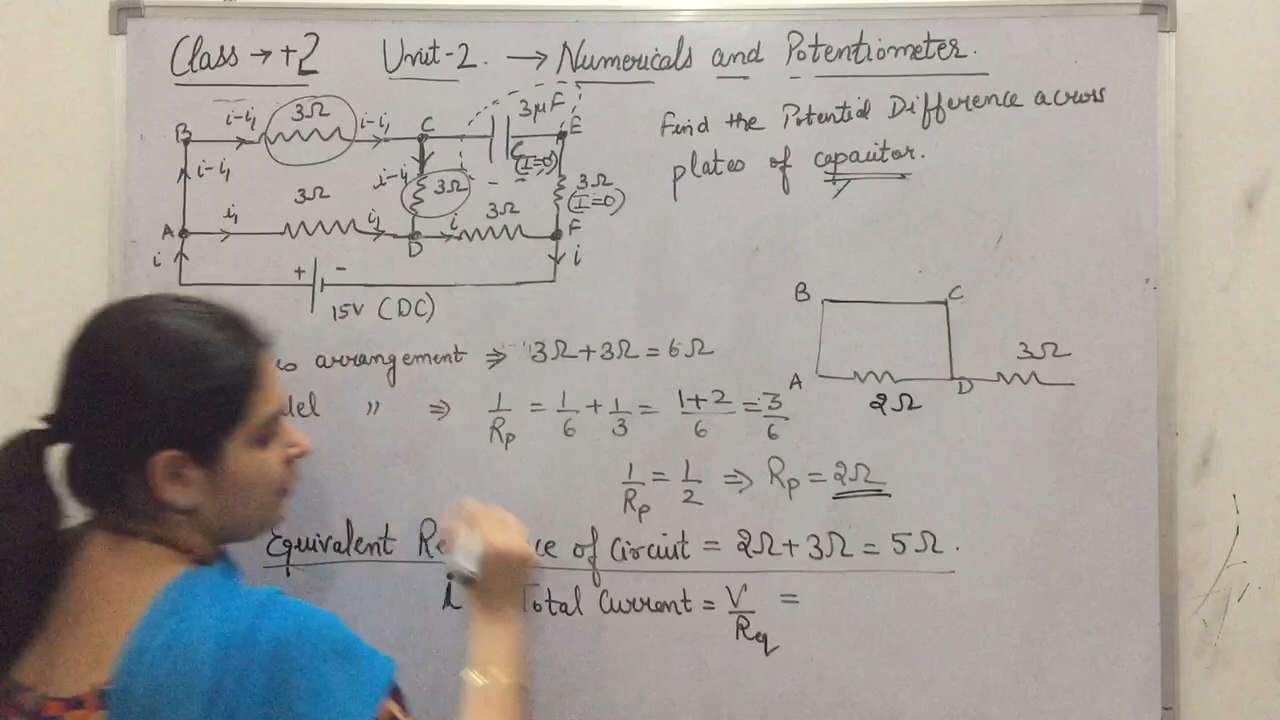 Class → +2 Unit-2. → Numericals and Potentiometer.
Find the Potential Difference across
plates of capacitor.
3μF
B i-i₁ 3Ω i-i₁ C E
C (I=0)
i-i₁ i-i₁ 3Ω 3Ω (I=0)
3Ω 3Ω
A i₁ i₁ D i F
i + - i
15V (DC)
B C
3Ω
A 2Ω D
arrangement ⇒ 3Ω+3Ω = 6Ω
" ⇒ 1/Rp = 1/6 + 1/3 = 1+2/6 = 3/6
1/Rp = 1/2 ⇒ Rp = 2Ω
Equivalent of Circuit = 2Ω+3Ω = 5Ω.
i Total Current = V/Req =